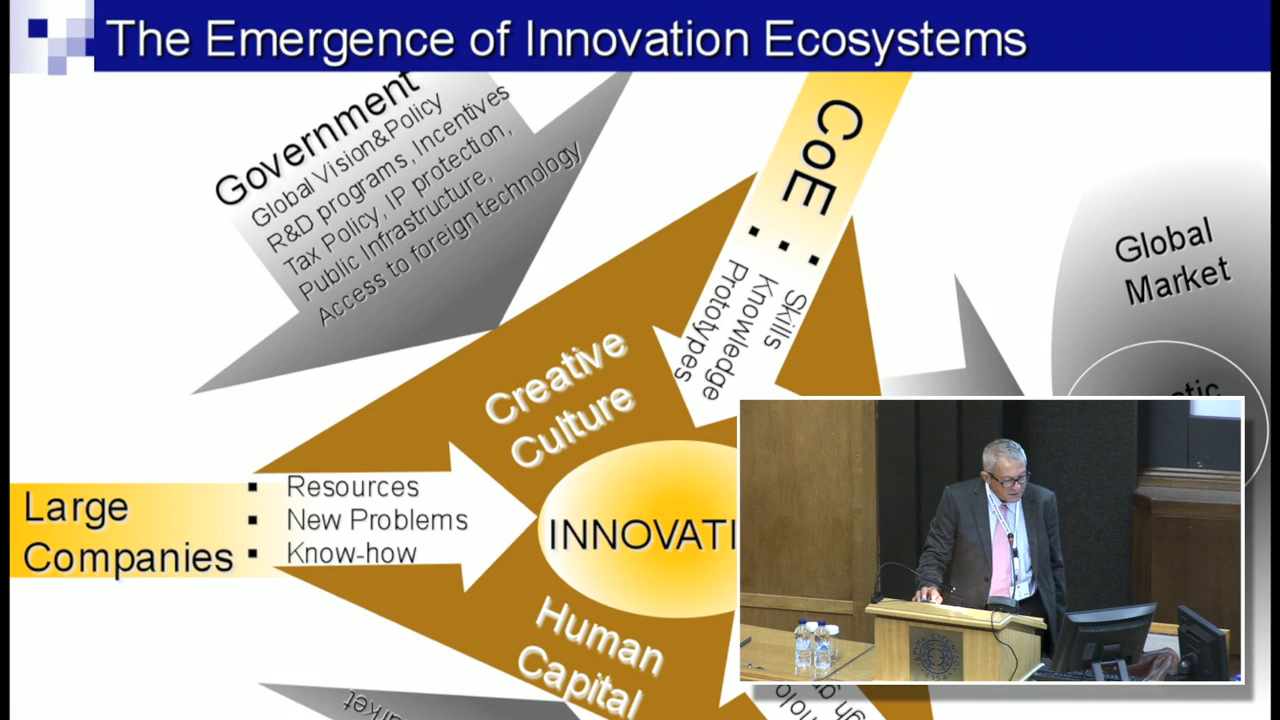 The Emergence of Innovation Ecosystems
Government
Global Vision&Policy
R&D programs, Incentives
Tax Policy, IP protection,
Public Infrastructure,
Access to foreign technology
CoE
▪ Skills
▪ Knowledge
▪ Prototypes
Global
Market
Creative
Culture
Large
Companies
▪ Resources
▪ New Problems
▪ Know-how
INNOVATI
Human
Capital